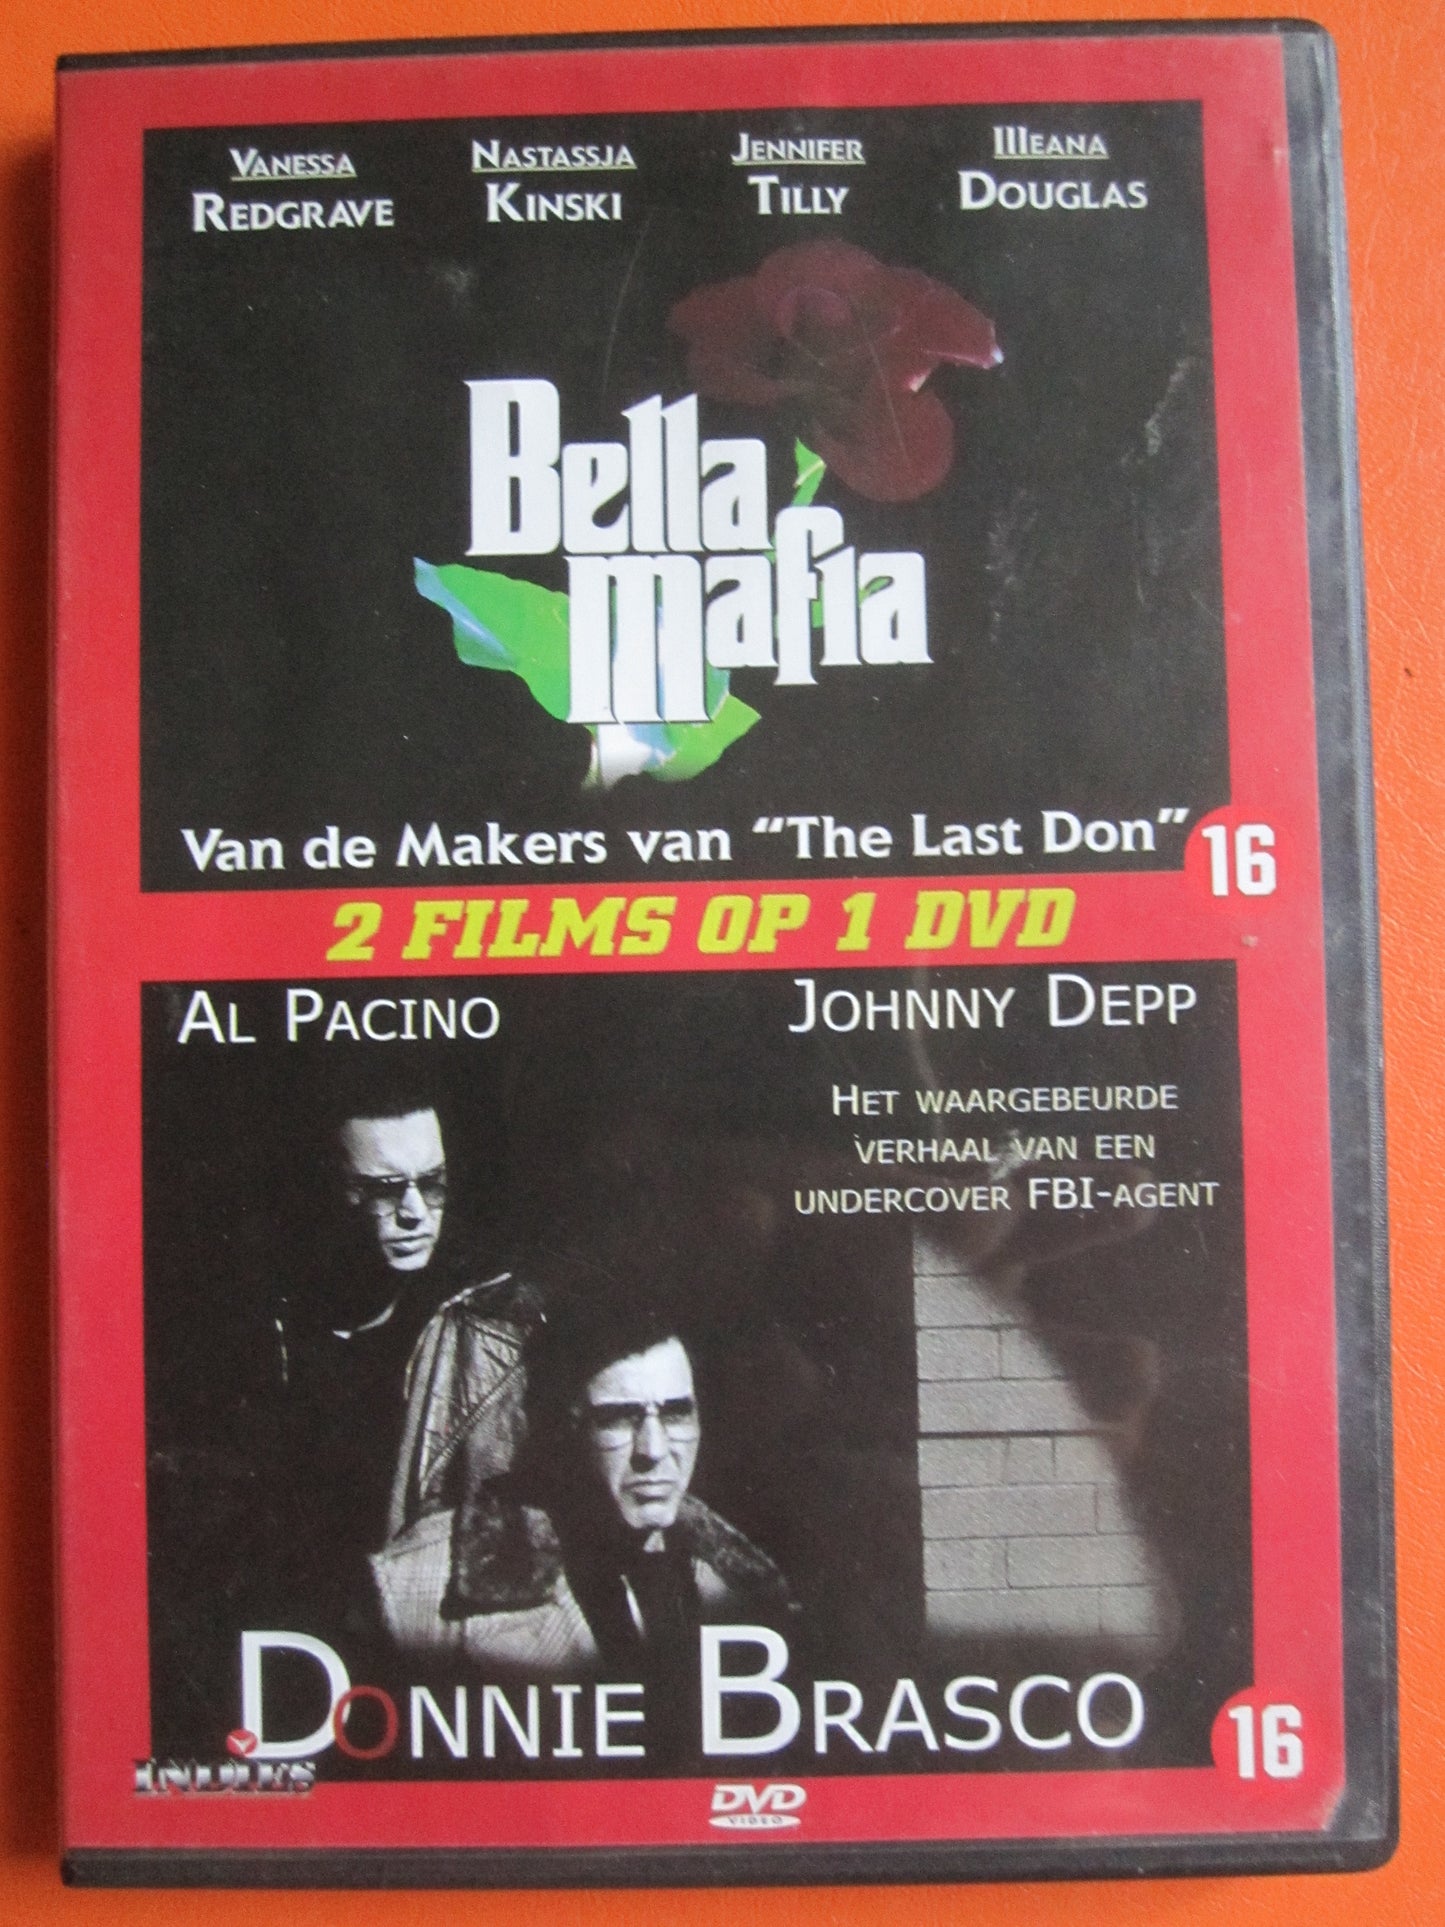 VANESSA
REDGRAVE
NASTASSJA
KINSKI
JENNIFER
TILLY
IllEANA
DOUGLAS
Bella
mafia
Van de Makers van “The Last Don”
16
2 FILMS OP 1 DVD
AL PACINO
JOHNNY DEPP
HET WAARGEBEURDE
VERHAAL VAN EEN
UNDERCOVER FBI-AGENT
DONNIE BRASCO
INDIES
16
DVD
VIDEO